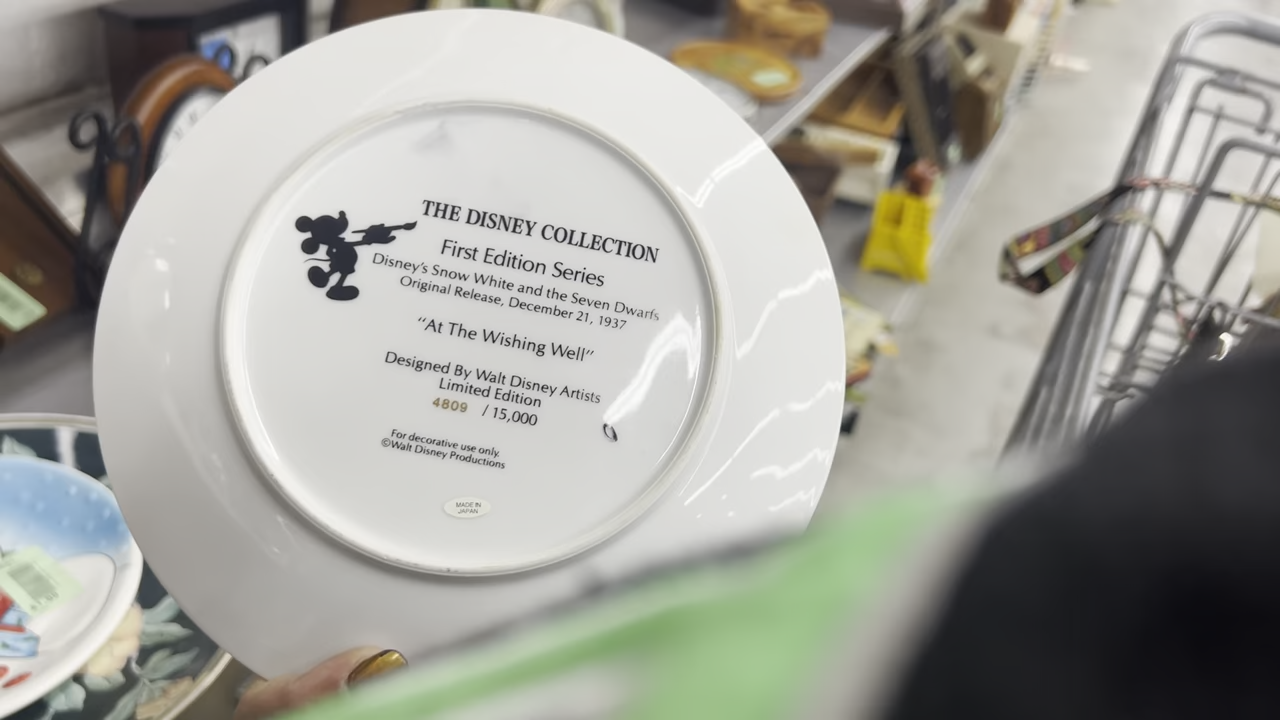 THE DISNEY COLLECTION
First Edition Series
Disney's Snow White and the Seven Dwarfs
Original Release, December 21, 1937
"At The Wishing Well"
Designed By Walt Disney Artists
Limited Edition
4809 / 15,000
For decorative use only.
©Walt Disney Productions
MADE IN
JAPAN